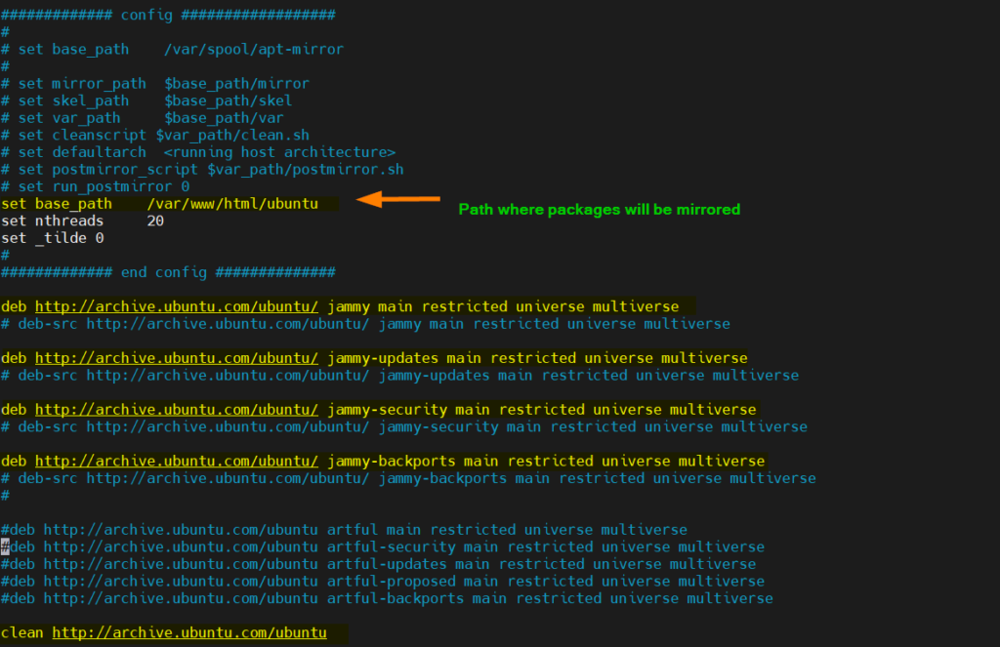 ############# config ##################
#
# set base_path    /var/spool/apt-mirror
#
# set mirror_path  $base_path/mirror
# set skel_path    $base_path/skel
# set var_path     $base_path/var
# set cleanscript $var_path/clean.sh
# set defaultarch  <running host architecture>
# set postmirror_script $var_path/postmirror.sh
# set run_postmirror 0
set base_path    /var/www/html/ubuntu
Path where packages will be mirrored
set nthreads     20
set _tilde 0
#
############# end config ##############

deb http://archive.ubuntu.com/ubuntu/ jammy main restricted universe multiverse
# deb-src http://archive.ubuntu.com/ubuntu/ jammy main restricted universe multiverse

deb http://archive.ubuntu.com/ubuntu/ jammy-updates main restricted universe multiverse
# deb-src http://archive.ubuntu.com/ubuntu/ jammy-updates main restricted universe multiverse

deb http://archive.ubuntu.com/ubuntu/ jammy-security main restricted universe multiverse
# deb-src http://archive.ubuntu.com/ubuntu/ jammy-security main restricted universe multiverse

deb http://archive.ubuntu.com/ubuntu/ jammy-backports main restricted universe multiverse
# deb-src http://archive.ubuntu.com/ubuntu/ jammy-backports main restricted universe multiverse
#

#deb http://archive.ubuntu.com/ubuntu artful main restricted universe multiverse
#deb http://archive.ubuntu.com/ubuntu artful-security main restricted universe multiverse
#deb http://archive.ubuntu.com/ubuntu artful-updates main restricted universe multiverse
#deb http://archive.ubuntu.com/ubuntu artful-proposed main restricted universe multiverse
#deb http://archive.ubuntu.com/ubuntu artful-backports main restricted universe multiverse

clean http://archive.ubuntu.com/ubuntu